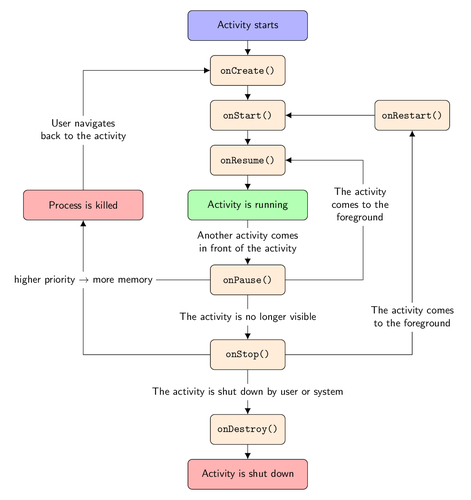 Activity starts
onCreate()
User navigates
back to the activity
onStart()
onRestart()
onResume()
Process is killed
Activity is running
The activity
comes to the
foreground
Another activity comes
in front of the activity
higher priority → more memory
onPause()
The activity is no longer visible
The activity comes
to the foreground
onStop()
The activity is shut down by user or system
onDestroy()
Activity is shut down